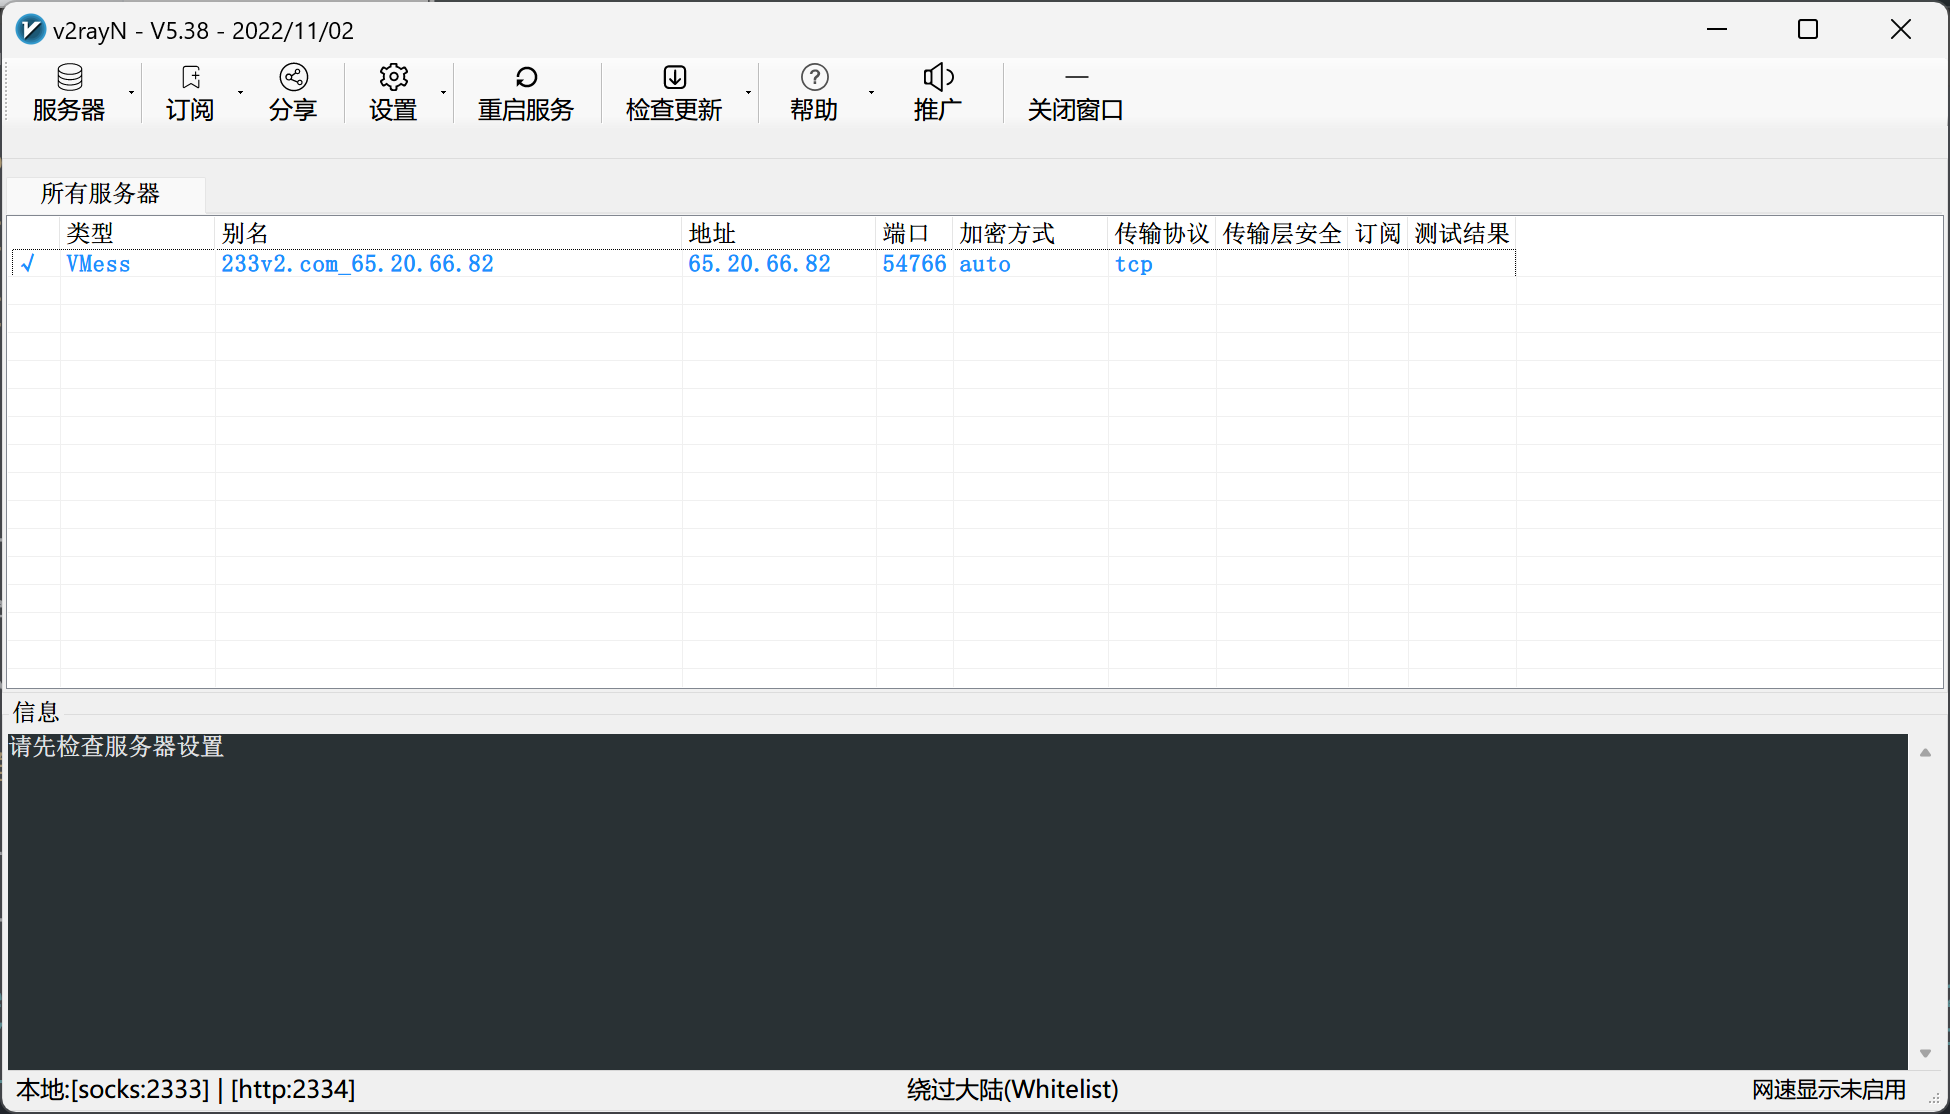 v2rayN - V5.38 - 2022/11/02
服务器 订阅 分享 设置 重启服务 检查更新 帮助 推广 关闭窗口
所有服务器
类型 别名 地址 端口 加密方式 传输协议 传输层安全 订阅 测试结果
√ VMess 233v2.com_65.20.66.82 65.20.66.82 54766 auto tcp
信息
请先检查服务器设置
本地:[socks:2333] | [http:2334] 绕过大陆(Whitelist) 网速显示未启用